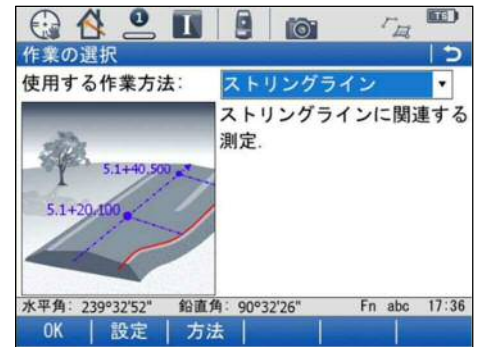 1
I
作業の選択
使用する作業方法:
ストリングライン
ストリングラインに関連する
測定.
5.1+40.500
5.1+20.100
水平角: 239°32'52" 鉛直角: 90°32'26" Fn abc 17:36
OK 設定 方法